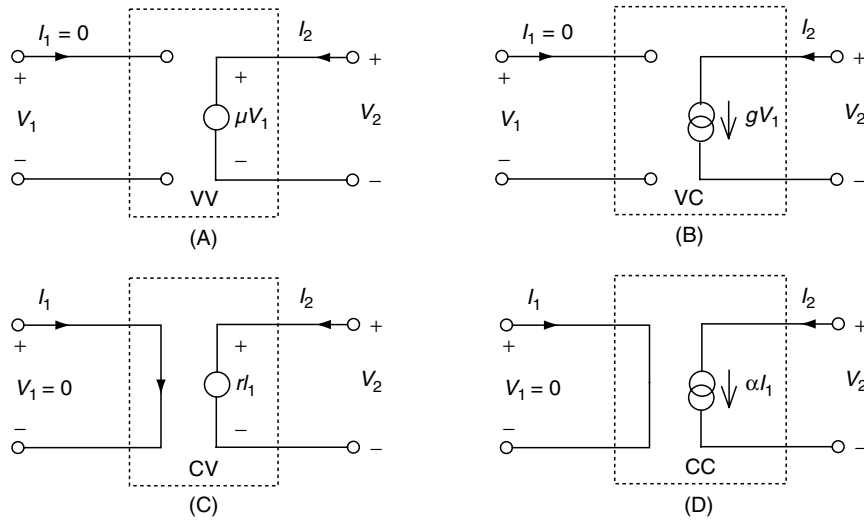 I₁ = 0
I₂
+
+
+
V₁
μV₁
V₂
−
−
−
VV
(A)
I₁ = 0
I₂
+
+
V₁
gV₁
V₂
−
−
VC
(B)
I₁
I₂
+
+
+
V₁ = 0
rI₁
V₂
−
−
−
CV
(C)
I₁
I₂
+
+
V₁ = 0
αI₁
V₂
−
−
CC
(D)